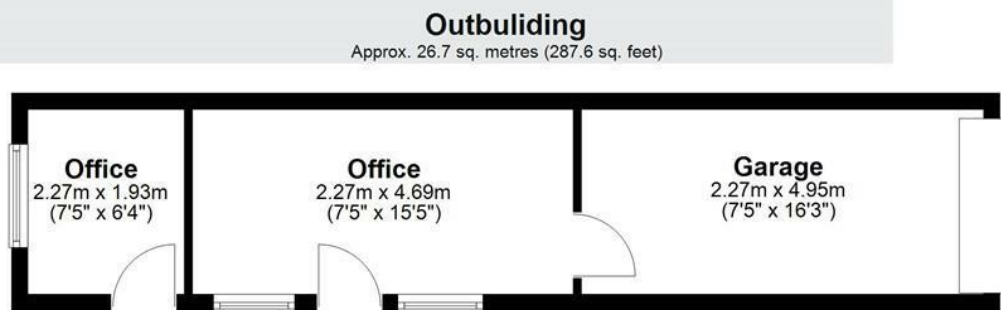 Outbuliding
Approx. 26.7 sq. metres (287.6 sq. feet)
Office
2.27m x 1.93m
(7'5" x 6'4")
Office
2.27m x 4.69m
(7'5" x 15'5")
Garage
2.27m x 4.95m
(7'5" x 16'3")